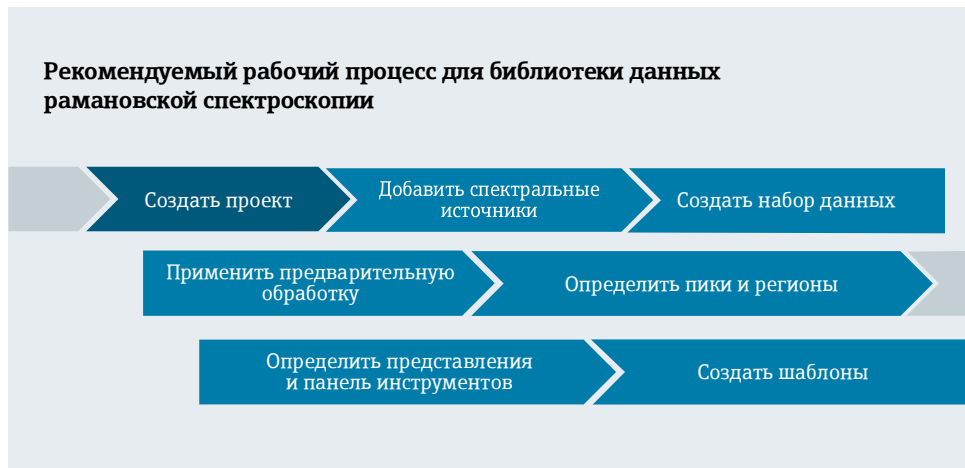 Рекомендуемый рабочий процесс для библиотеки данных
рамановской спектроскопии
Создать проект
Добавить спектральные
источники
Создать набор данных
Применить предварительную
обработку
Определить пики и регионы
Определить представления
и панель инструментов
Создать шаблоны